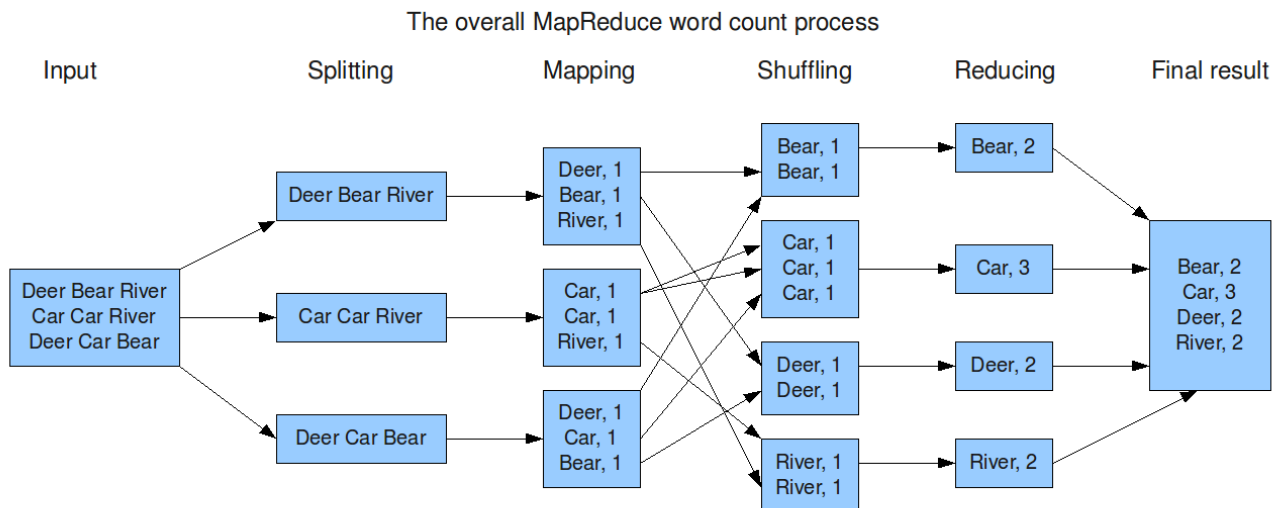 The overall MapReduce word count process
Input
Splitting
Mapping
Shuffling
Reducing
Final result
Deer Bear River
Car Car River
Deer Car Bear
Deer Bear River
Car Car River
Deer Car Bear
Deer, 1
Bear, 1
River, 1
Car, 1
Car, 1
River, 1
Deer, 1
Car, 1
Bear, 1
Bear, 1
Bear, 1
Car, 1
Car, 1
Car, 1
Deer, 1
Deer, 1
River, 1
River, 1
Bear, 2
Car, 3
Deer, 2
River, 2
Bear, 2
Car, 3
Deer, 2
River, 2